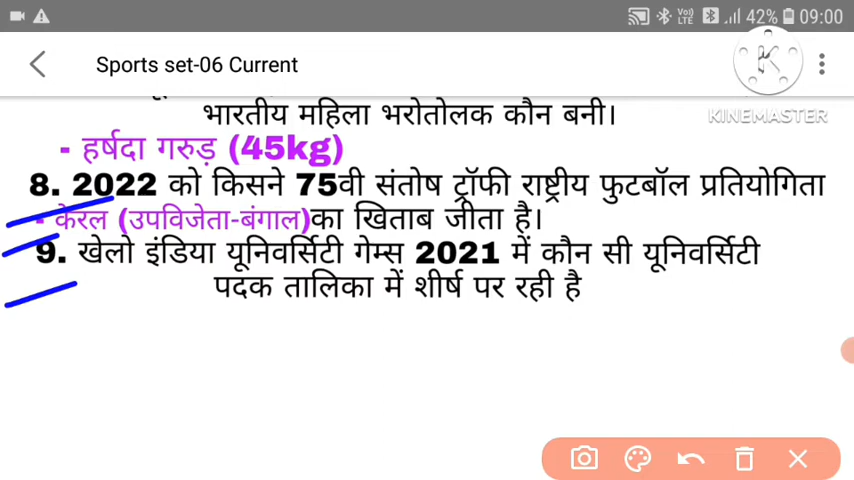 Vo)) LTE 42% 09:00
Sports set-06 Current
KINEMASTER
भारतीय महिला भरोतोलक कौन बनी।
- हर्षदा गरुड़ (45kg)
8. 2022 को किसने 75वी संतोष ट्रॉफी राष्ट्रीय फुटबॉल प्रतियोगिता
- केरल (उपविजेता-बंगाल)का खिताब जीता है।
9. खेलो इंडिया यूनिवर्सिटी गेम्स 2021 में कौन सी यूनिवर्सिटी
पदक तालिका में शीर्ष पर रही है